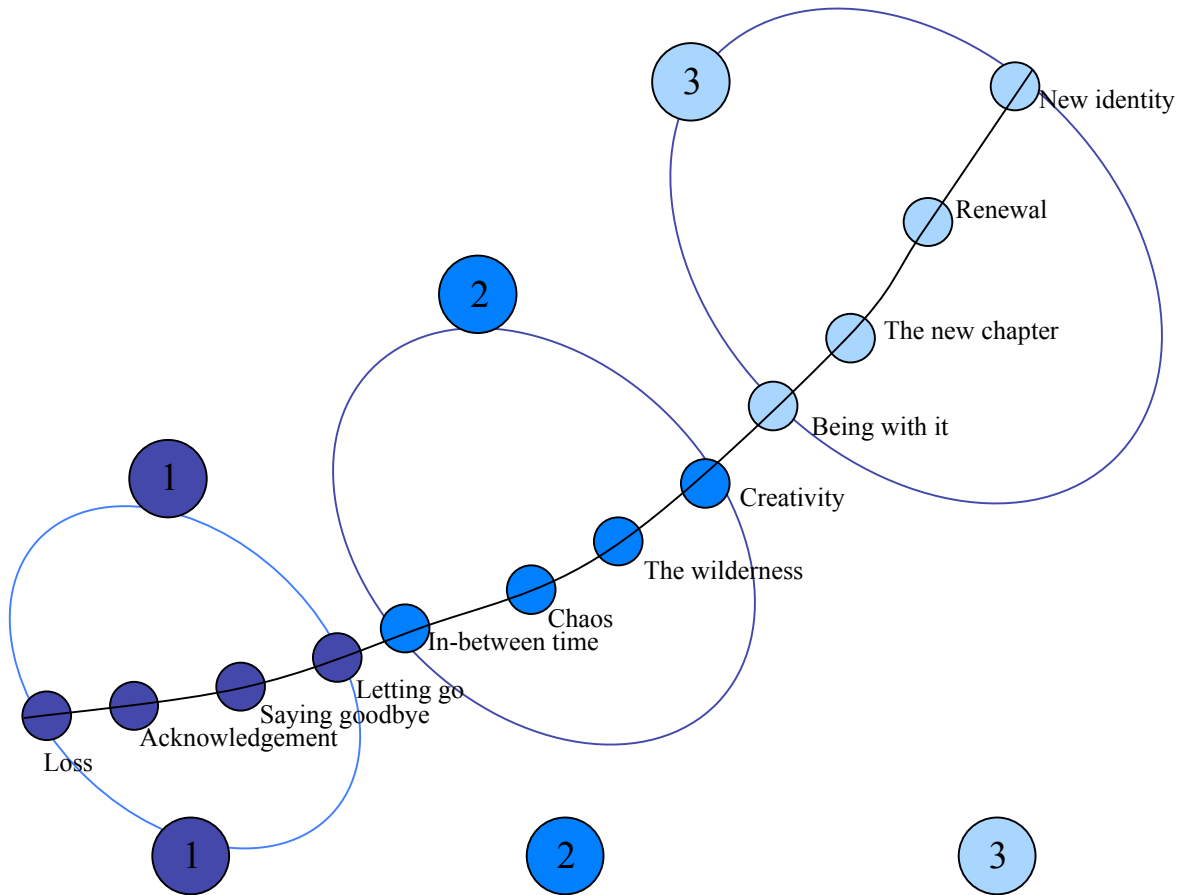 3
New identity
Renewal
2
The new chapter
Being with it
1
Creativity
The wilderness
Chaos
In-between time
Letting go
Saying goodbye
Acknowledgement
Loss
1
2
3